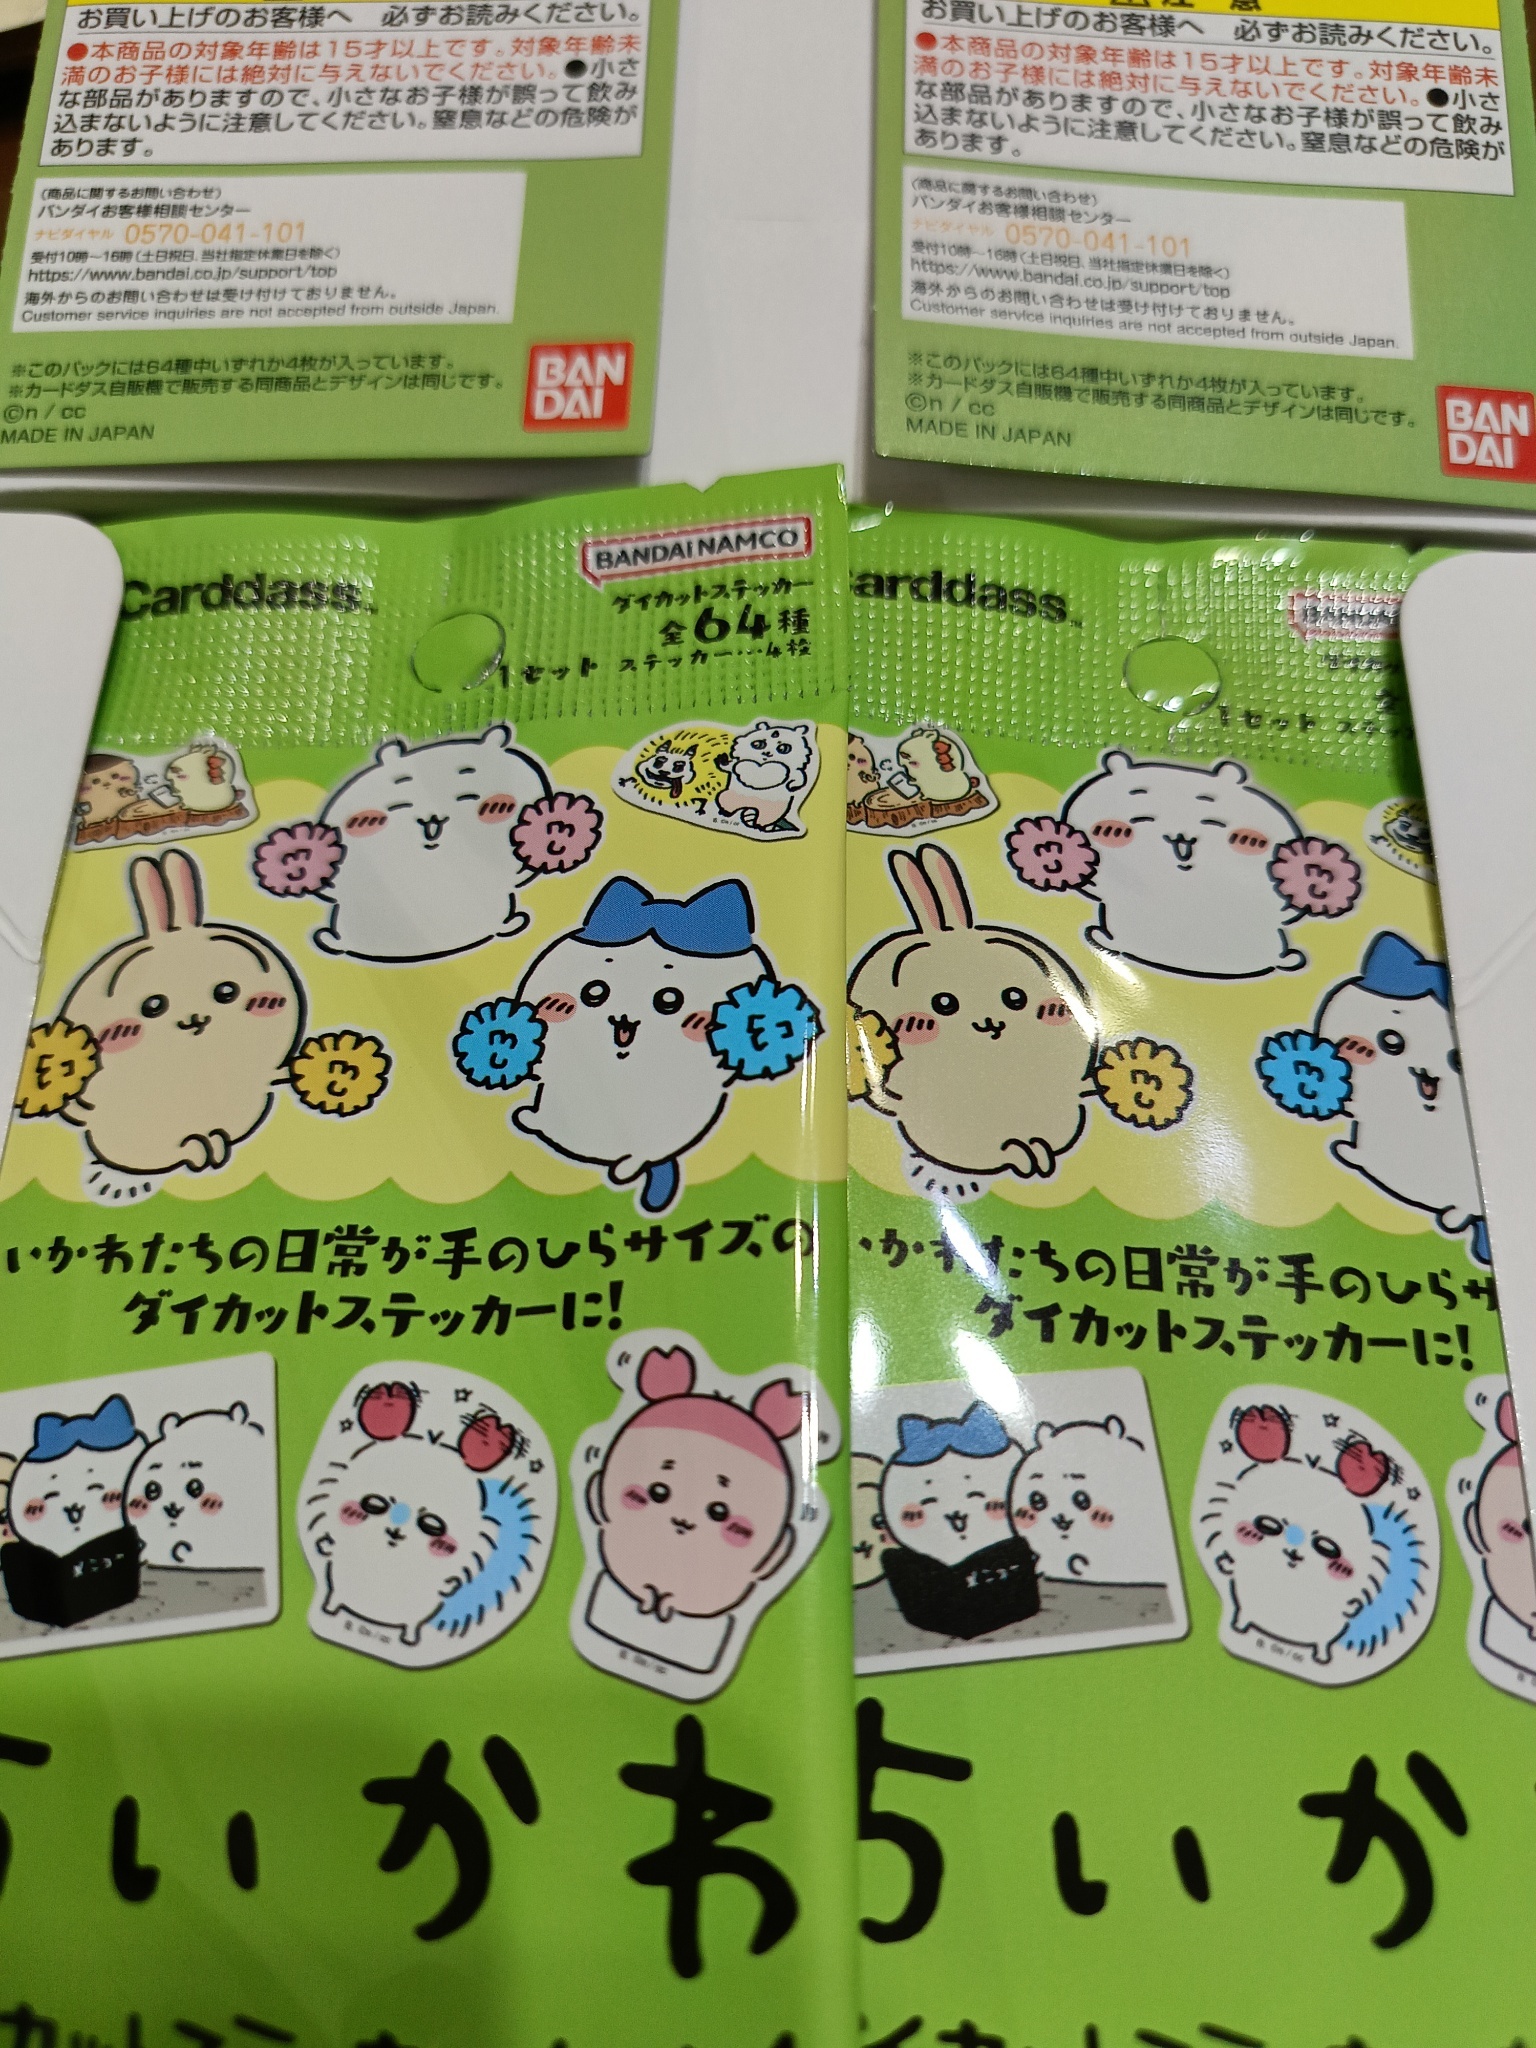 お買い上げのお客様へ 必ずお読みください。
●本商品の対象年齢は15才以上です。対象年齢未
満のお子様には絶対に与えないでください。●小さ
な部品がありますので、小さなお子様が誤って飲み
込まないように注意してください。窒息などの危険が
あります。
(商品に関するお問い合わせ)
バンダイお客様相談センター
ナビダイヤル 0570-041-101
受付10時〜16時(土日祝日、当社指定休業日を除く)
https://www.bandai.co.jp/support/top
海外からのお問い合わせは受け付けておりません。
Customer service inquiries are not accepted from outside Japan.
※このパックには64種中いずれか4枚が入っています。
※カードダス自販機で販売する同商品とデザインは同じです。
©n / cc
MADE IN JAPAN
BAN
DAI
注意
お買い上げのお客様へ 必ずお読みください。
●本商品の対象年齢は15才以上です。対象年齢未
満のお子様には絶対に与えないでください。●小さ
な部品がありますので、小さなお子様が誤って飲み
込まないように注意してください。窒息などの危険が
あります。
(商品に関するお問い合わせ)
バンダイお客様相談センター
ナビダイヤル 0570-041-101
受付10時〜16時(土日祝日、当社指定休業日を除く)
https://www.bandai.co.jp/support/top
海外からのお問い合わせは受け付けておりません。
Customer service inquiries are not accepted from outside Japan.
※このパックには64種中いずれか4枚が入っています。
※カードダス自販機で販売する同商品とデザインは同じです。
©n / cc
MADE IN JAPAN
BAN
DAI
Carddass
BANDAI NAMCO
ダイカットステッカー
全64種
1セット ステッカー…4枚
いかわたちの日常が手のひらサイズの
ダイカットステッカーに!
メニュー
ちいかわ
arddass
1セット
かわたちの日常が手のひらサ
ダイカットステッカーに!
メニュー
ちいか